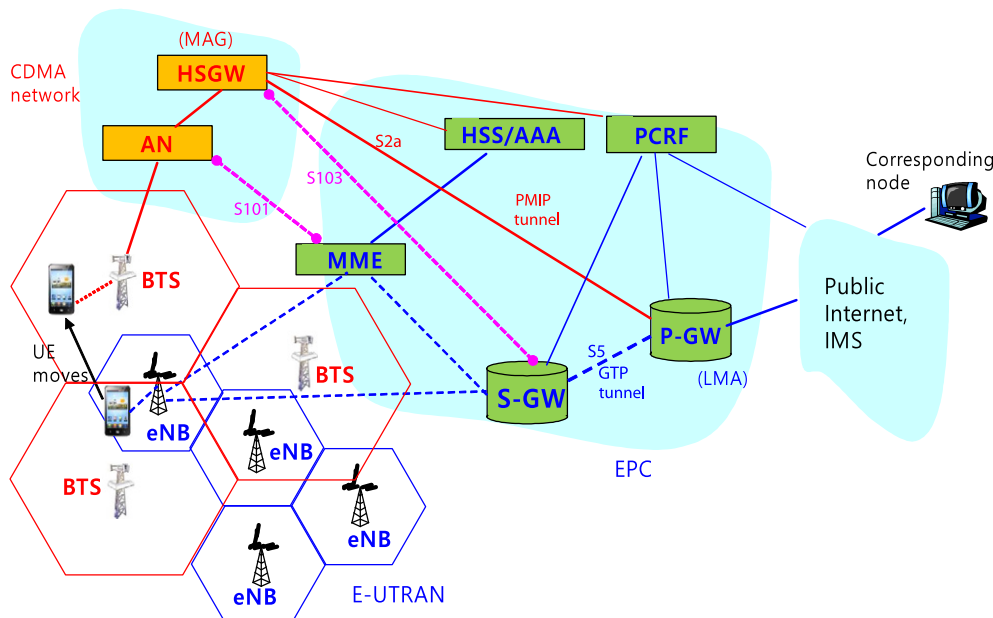 (MAG)
CDMA
network
HSGW
AN
HSS/AAA
PCRF
S2a
S103
S101
PMIP
tunnel
Corresponding
node
MME
BTS
Public
Internet,
IMS
P-GW
(LMA)
UE
moves
BTS
S5
GTP
tunnel
S-GW
eNB
eNB
BTS
EPC
eNB
eNB
E-UTRAN